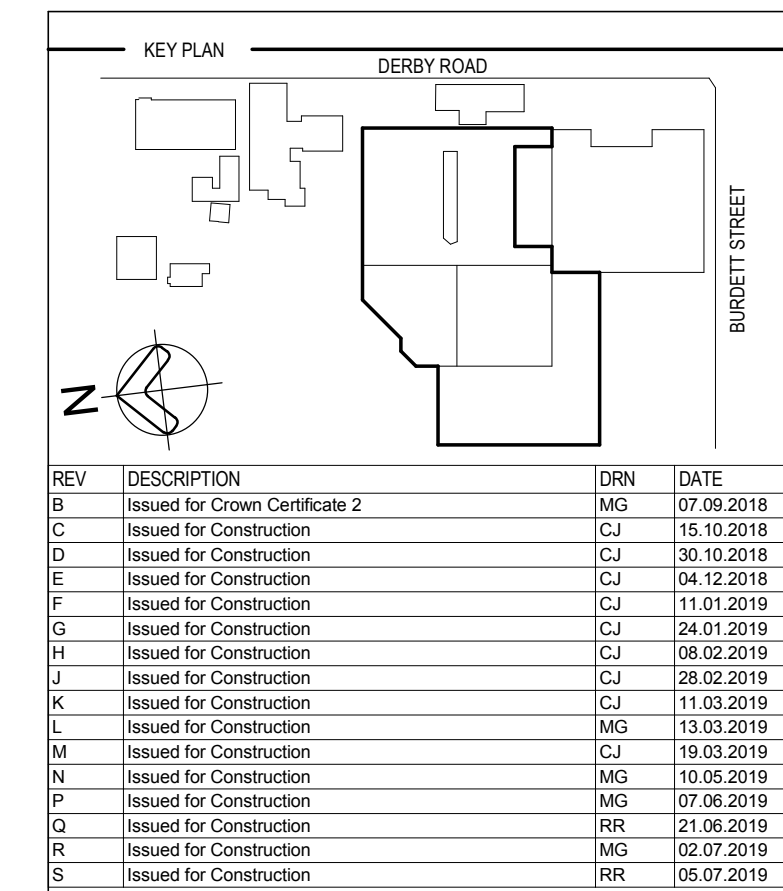 KEY PLAN
DERBY ROAD
BURDETT STREET
N
REV DESCRIPTION DRN DATE
B Issued for Crown Certificate 2 MG 07.09.2018
C Issued for Construction CJ 15.10.2018
D Issued for Construction CJ 30.10.2018
E Issued for Construction CJ 04.12.2018
F Issued for Construction CJ 11.01.2019
G Issued for Construction CJ 24.01.2019
H Issued for Construction CJ 08.02.2019
J Issued for Construction CJ 28.02.2019
K Issued for Construction CJ 11.03.2019
L Issued for Construction MG 13.03.2019
M Issued for Construction CJ 19.03.2019
N Issued for Construction MG 10.05.2019
P Issued for Construction MG 07.06.2019
Q Issued for Construction RR 21.06.2019
R Issued for Construction MG 02.07.2019
S Issued for Construction RR 05.07.2019